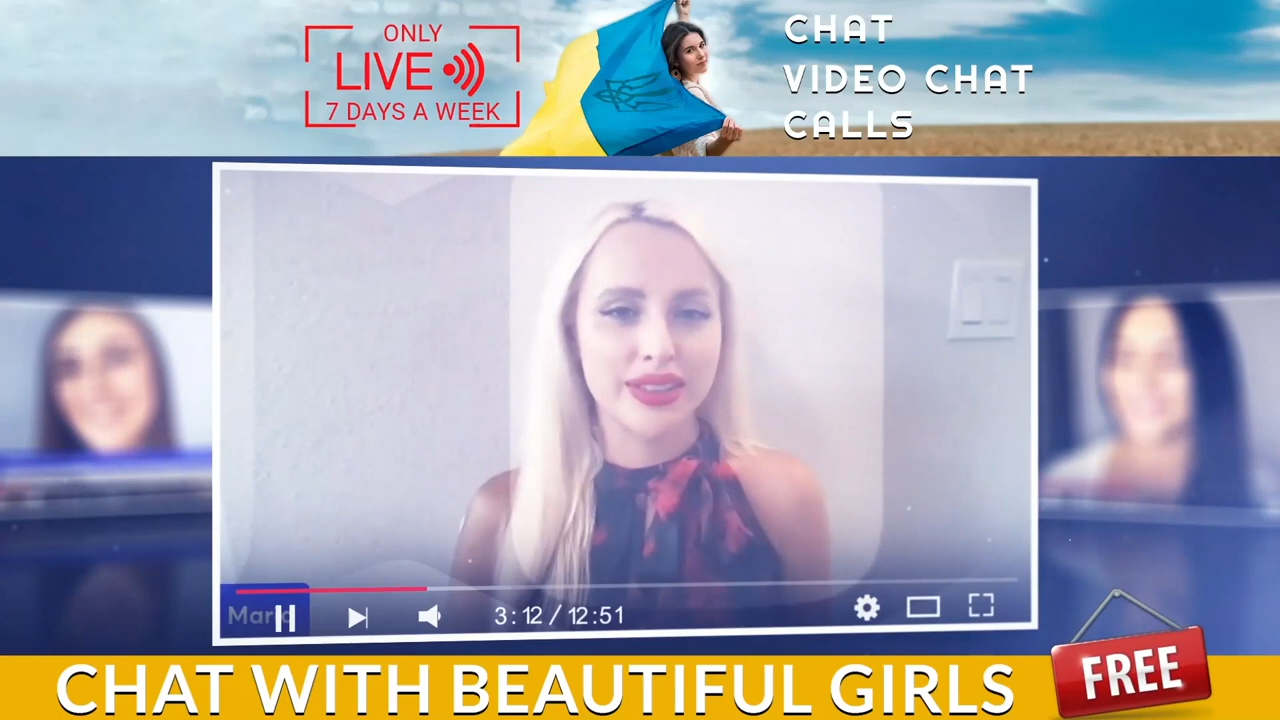 ONLY
LIVE
7 DAYS A WEEK
CHAT
VIDEO CHAT
CALLS
3:12 / 12:51
CHAT WITH BEAUTIFUL GIRLS
FREE